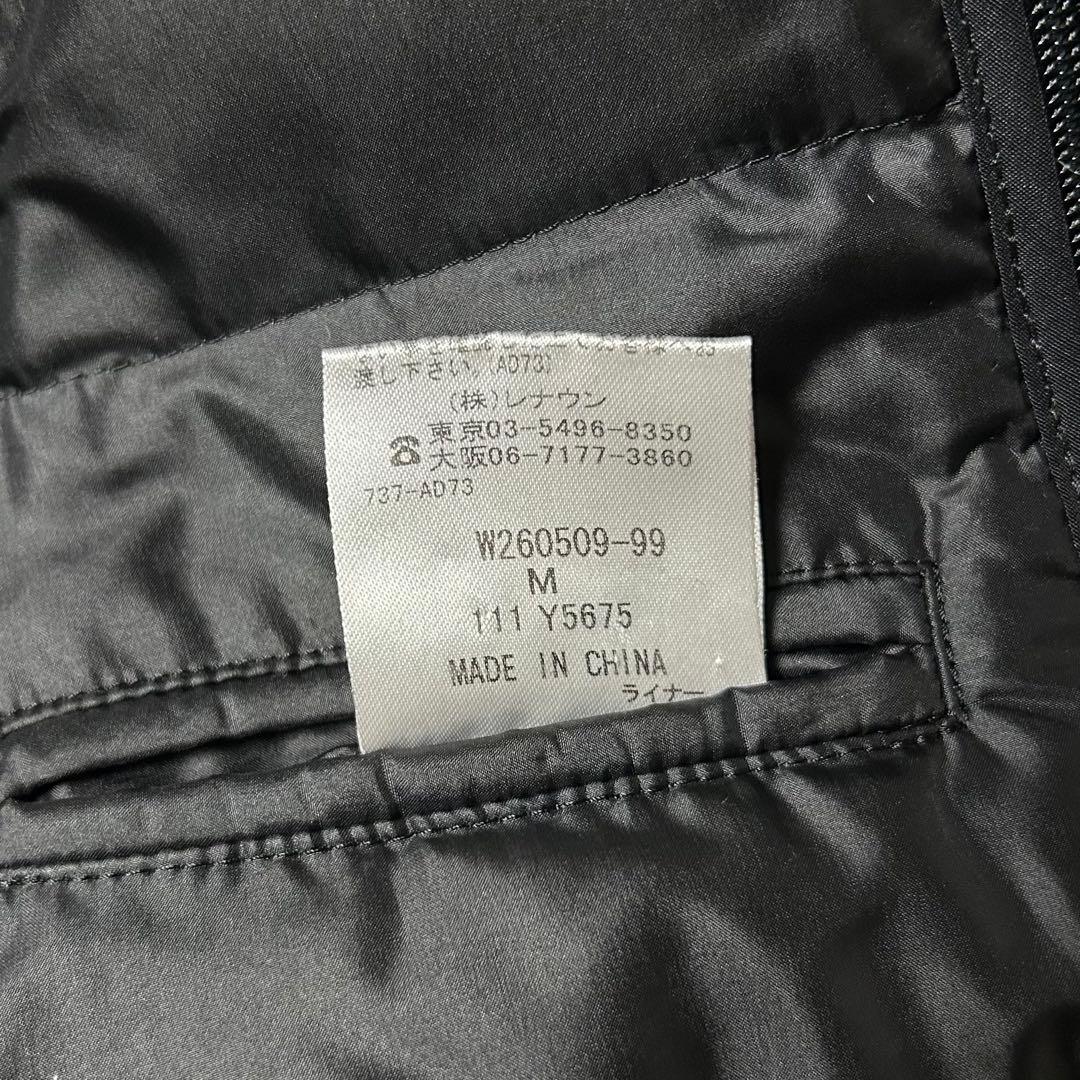 渡し下さい。(AD73)
(株)レナウン
☎ 東京03-5496-8350
大阪06-7177-3860
737-AD73
W260509-99
M
111 Y5675
MADE IN CHINA
ライナー